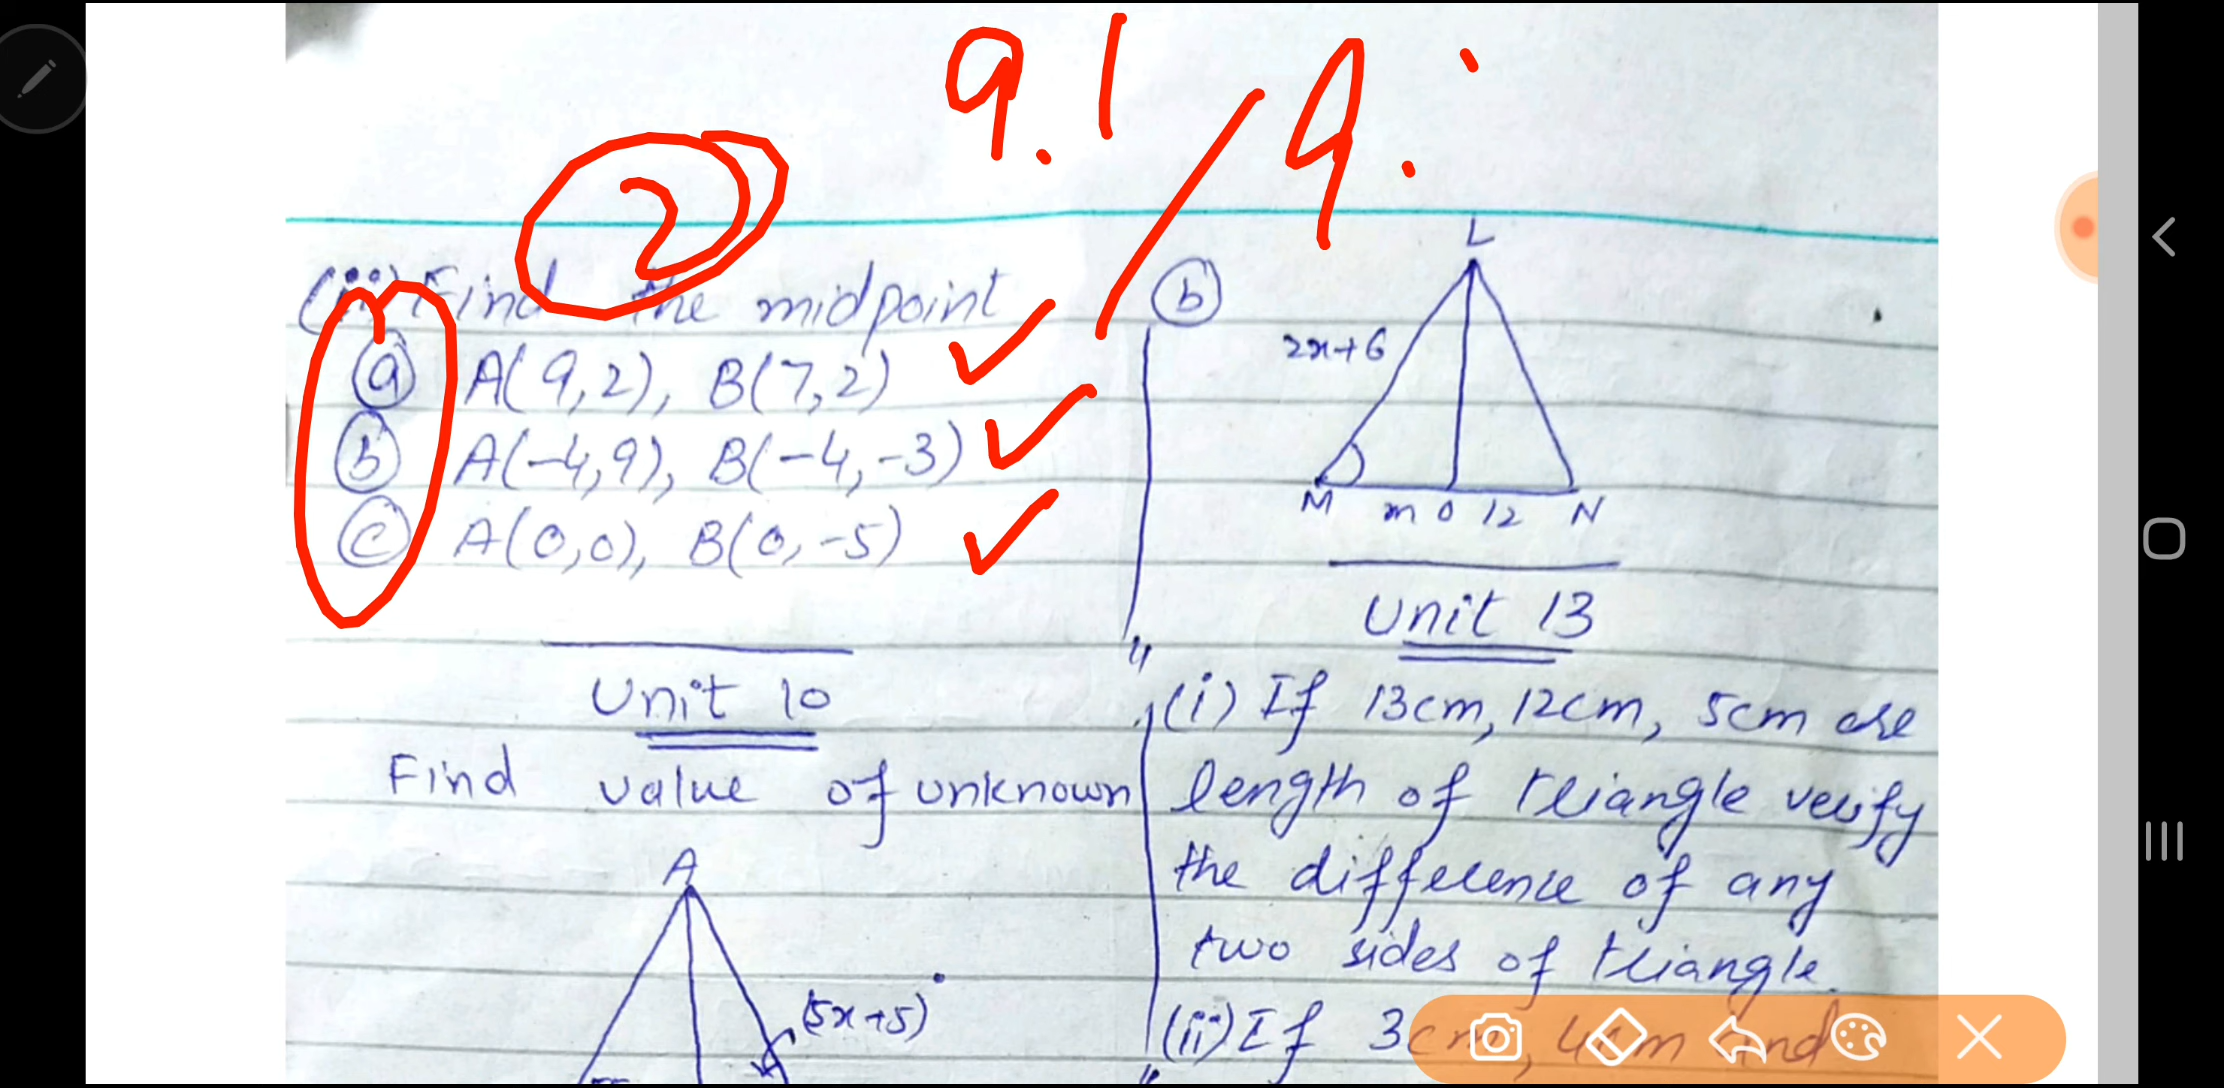 9.1
9.
2
(iii) Find the midpoint
(a) A(9,2), B(7,2)
(b) A(-4,9), B(-4,-3)
(c) A(0,0), B(0,-5)
Unit 10
Find value of unknown
A
(5x+5)°
(b)
L
2x+6
M m O 12 N
Unit 13
(i) If 13cm, 12cm, 5cm are
length of triangle verify
the difference of any
two sides of triangle.
(ii) If 3cm, 4cm and